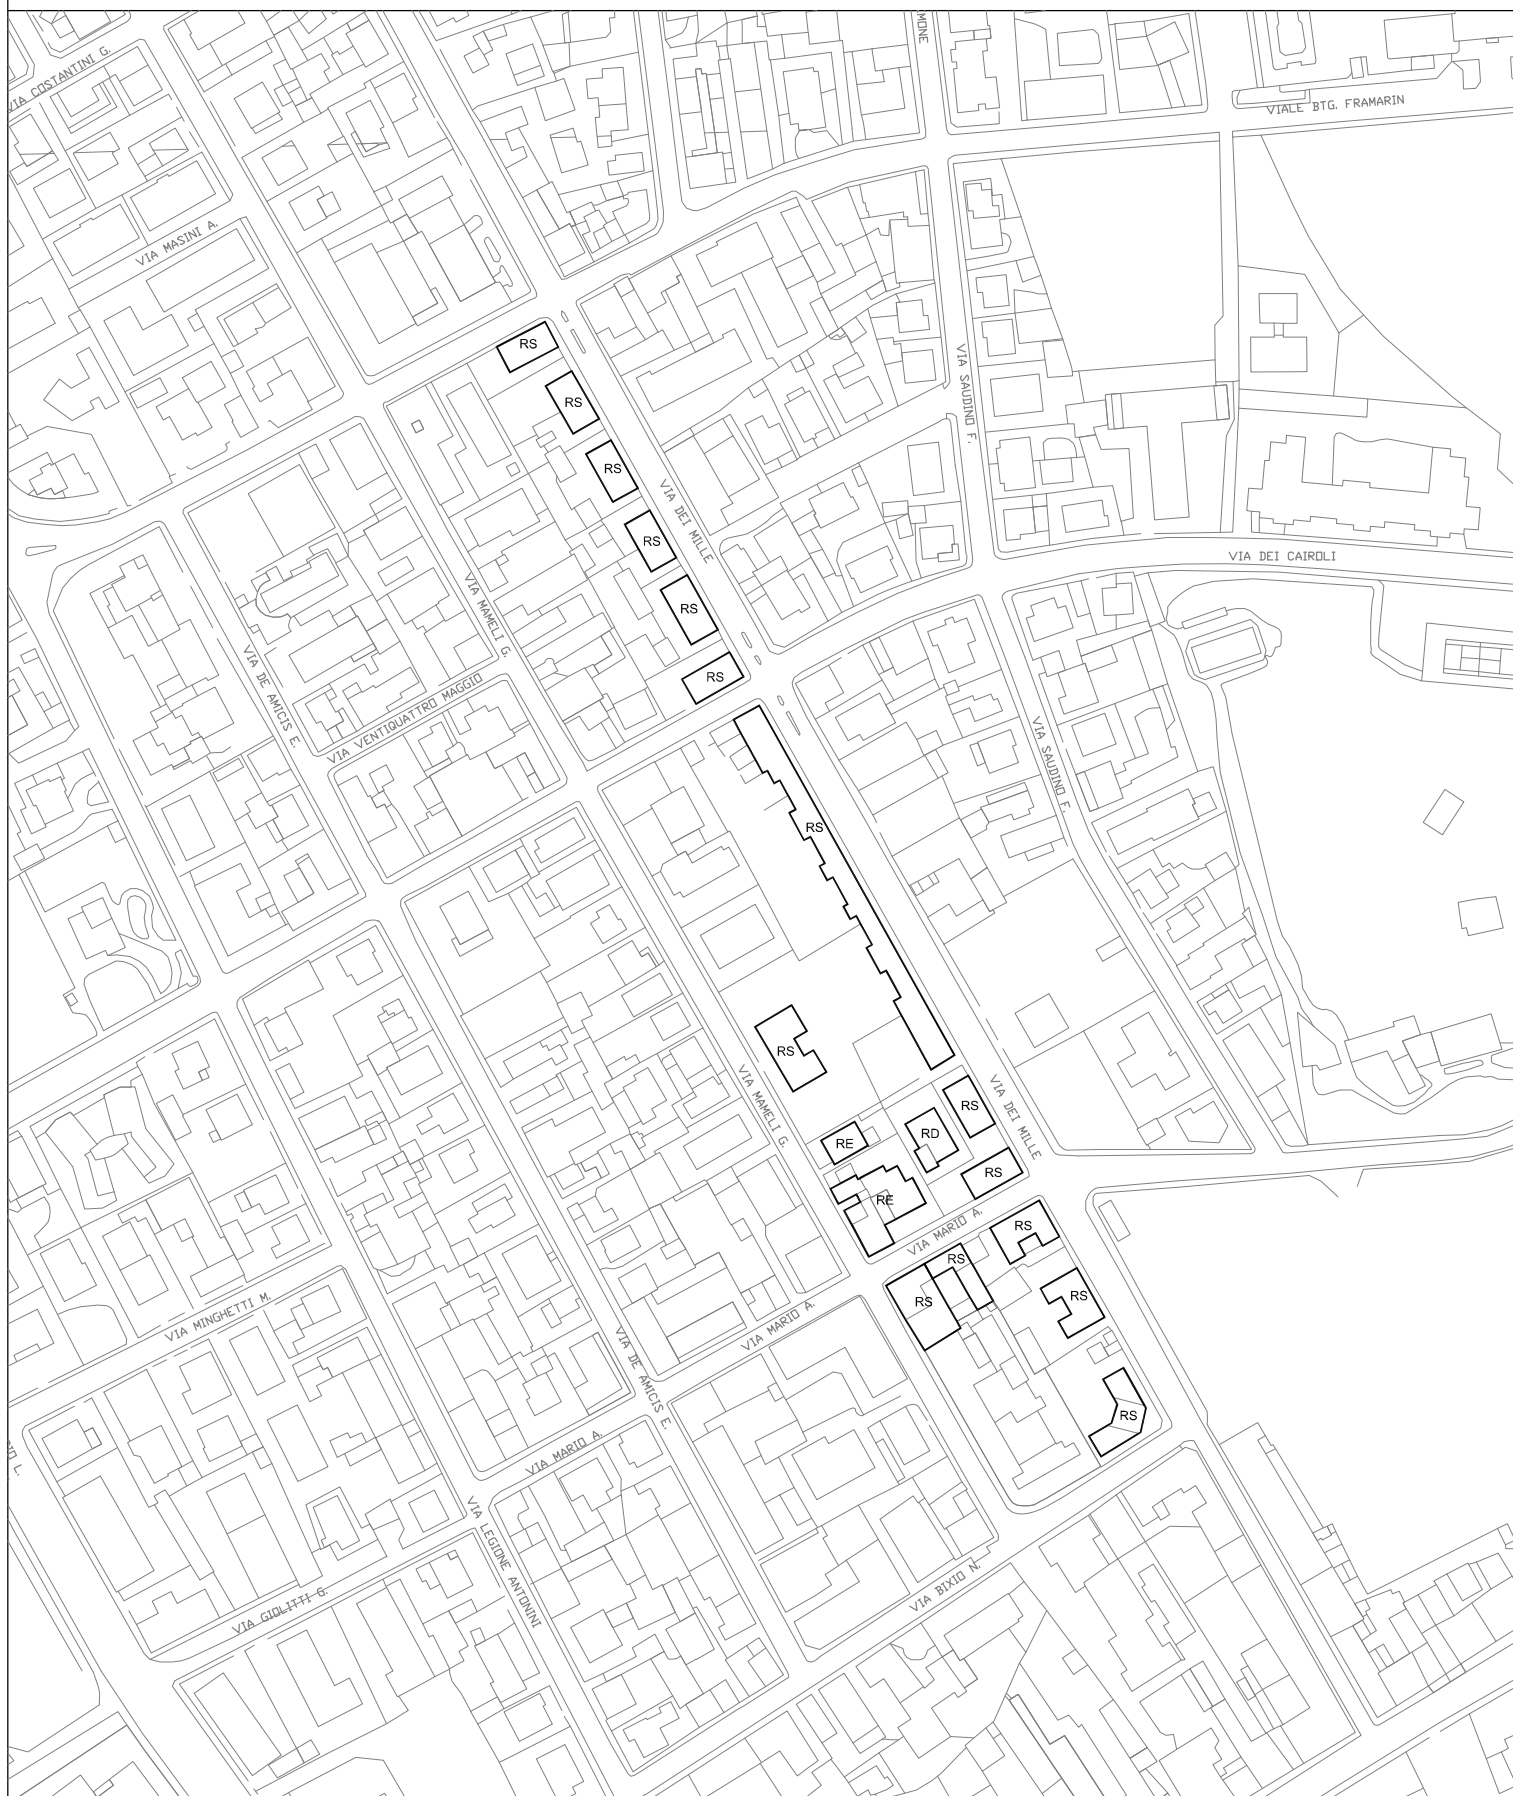 MONE
VIA COSTANTINI G.
VIALE BTG. FRAMARIN
VIA MASINI A.
RS
VIA SAUDINO F.
RS
RS
VIA DEI MILLE
RS
VIA DEI CAIROLI
VIA MAMELI G.
RS
RS
VIA DE AMICIS E.
VIA VENTIQUATTRO MAGGIO
VIA SAUDINO F.
RS
RS
VIA MAMELI G.
VIA DEI MILLE
RS
RE
RD
RS
RE
VIA MARIO A.
RS
RS
RS
RS
VIA MINGHETTI M.
VIA MARIO A.
VIA DE AMICIS E.
RS
VIA MARIO A.
VIA LEGIONE ANTONINI
VIA BIXIO N.
VIA GIOLITTI G.